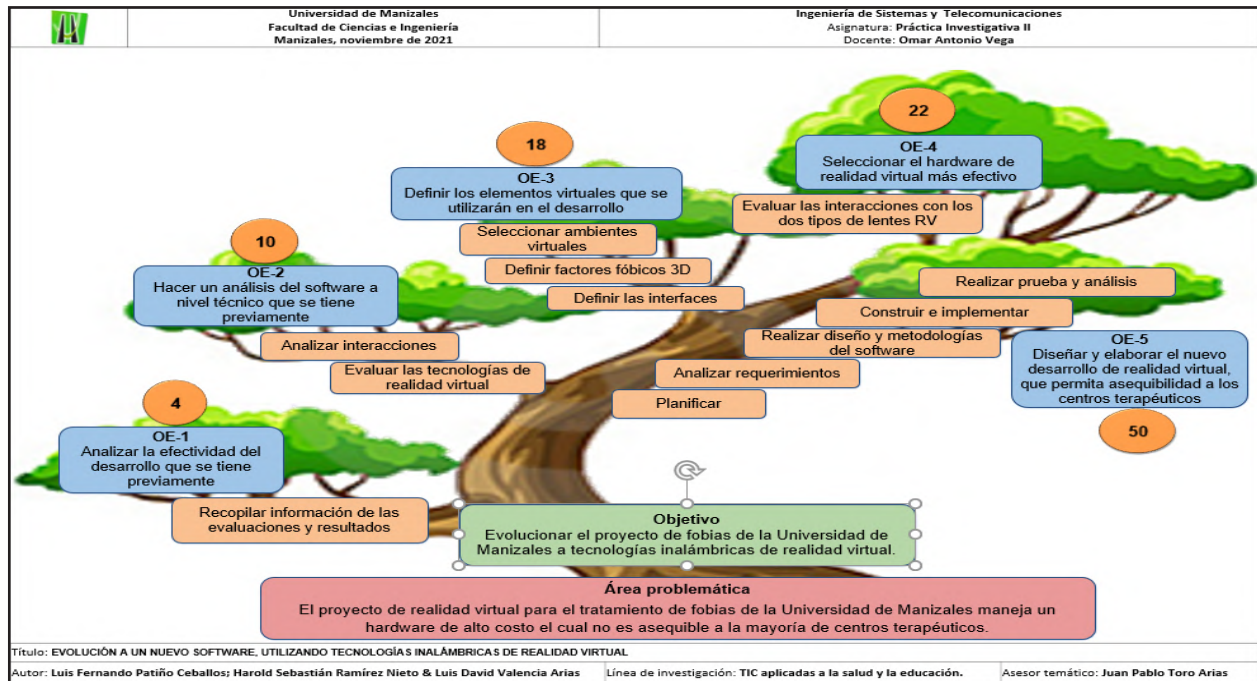 Universidad de Manizales
Facultad de Ciencias e Ingeniería
Manizales, noviembre de 2021
Ingeniería de Sistemas y Telecomunicaciones
Asignatura: Práctica Investigativa II
Docente: Omar Antonio Vega
22
OE-4
Seleccionar el hardware de
realidad virtual más efectivo
Evaluar las interacciones con los
dos tipos de lentes RV
18
OE-3
Definir los elementos virtuales que se
utilizarán en el desarrollo
Seleccionar ambientes
virtuales
Definir factores fóbicos 3D
Definir las interfaces
10
OE-2
Hacer un análisis del software a
nivel técnico que se tiene
previamente
Analizar interacciones
Evaluar las tecnologías de
realidad virtual
Realizar prueba y análisis
Construir e implementar
Realizar diseño y metodologías
del software
Analizar requerimientos
Planificar
OE-5
Diseñar y elaborar el nuevo
desarrollo de realidad virtual,
que permita asequibilidad a los
centros terapéuticos
50
4
OE-1
Analizar la efectividad del
desarrollo que se tiene
previamente
Recopilar información de las
evaluaciones y resultados
Objetivo
Evolucionar el proyecto de fobias de la Universidad de
Manizales a tecnologías inalámbricas de realidad virtual.
Área problemática
El proyecto de realidad virtual para el tratamiento de fobias de la Universidad de Manizales maneja un
hardware de alto costo el cual no es asequible a la mayoría de centros terapéuticos.
Título: EVOLUCIÓN A UN NUEVO SOFTWARE, UTILIZANDO TECNOLOGÍAS INALÁMBRICAS DE REALIDAD VIRTUAL
Autor: Luis Fernando Patiño Ceballos; Harold Sebastián Ramírez Nieto & Luis David Valencia Arias
Línea de investigación: TIC aplicadas a la salud y la educación.
Asesor temático: Juan Pablo Toro Arias